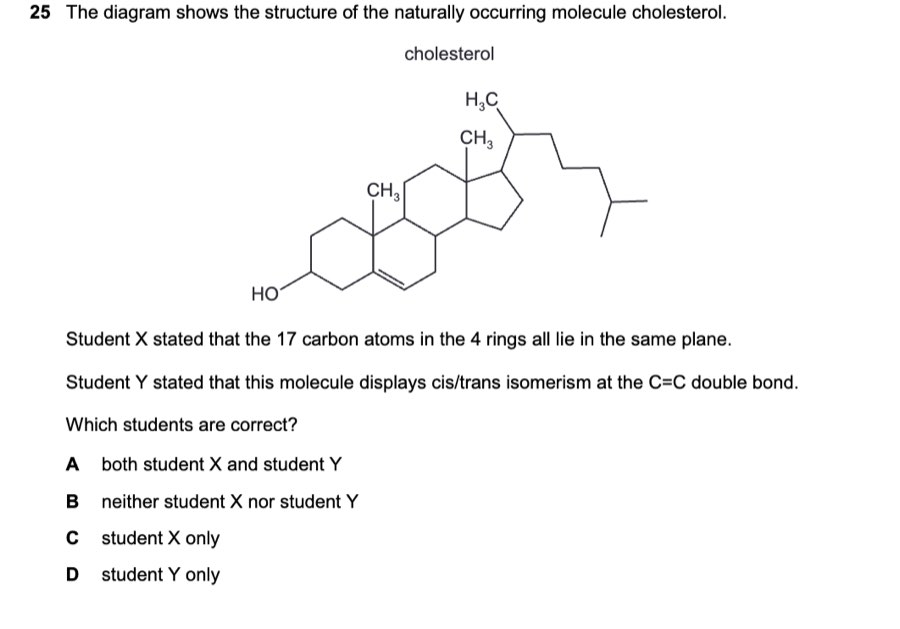 25 The diagram shows the structure of the naturally occurring molecule cholesterol.
cholesterol
H₃C
CH₃
CH₃
HO
Student X stated that the 17 carbon atoms in the 4 rings all lie in the same plane.
Student Y stated that this molecule displays cis/trans isomerism at the C=C double bond.
Which students are correct?
A both student X and student Y
B neither student X nor student Y
C student X only
D student Y only